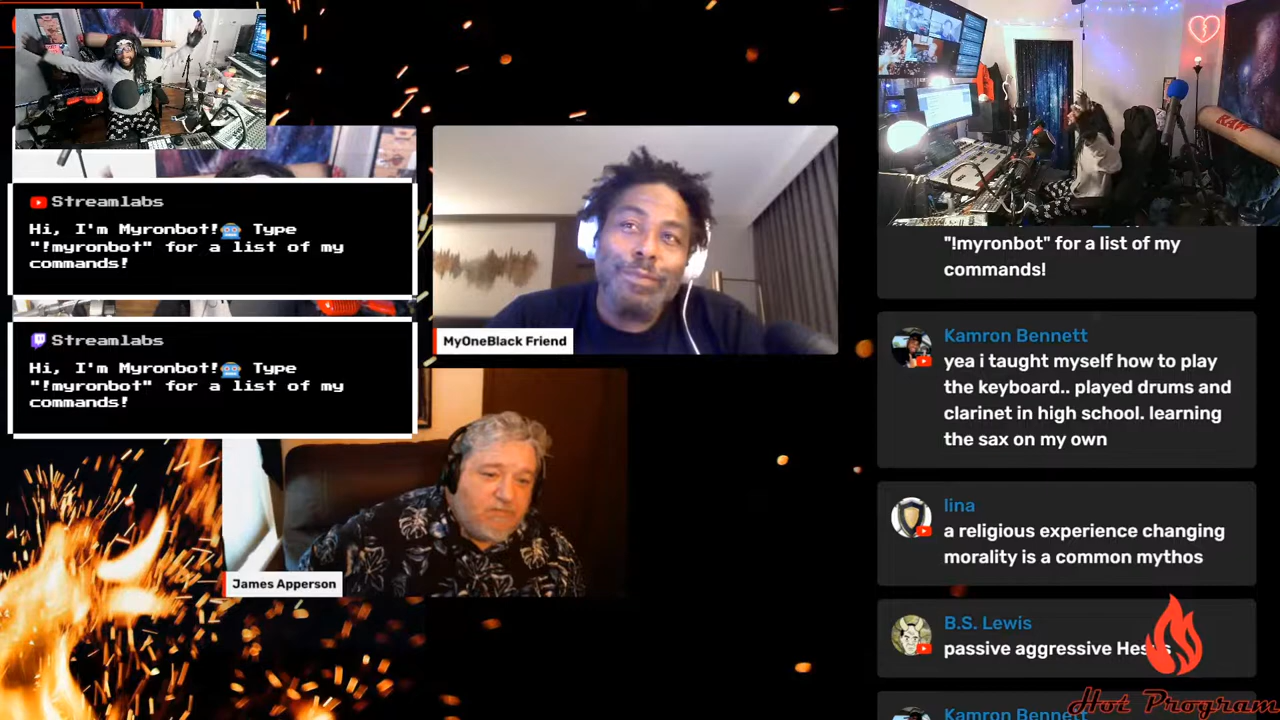 Streamlabs
Hi, I'm Myronbot!🤖 Type
"!myronbot" for a list of my
commands!
Streamlabs
Hi, I'm Myronbot!🤖 Type
"!myronbot" for a list of my
commands!
MyOneBlack Friend
James Apperson
RAW
"!myronbot" for a list of my
commands!
Kamron Bennett
yea i taught myself how to play
the keyboard.. played drums and
clarinet in high school. learning
the sax on my own
lina
a religious experience changing
morality is a common mythos
B.S. Lewis
passive aggressive
Kamron Bennett
Hot Program